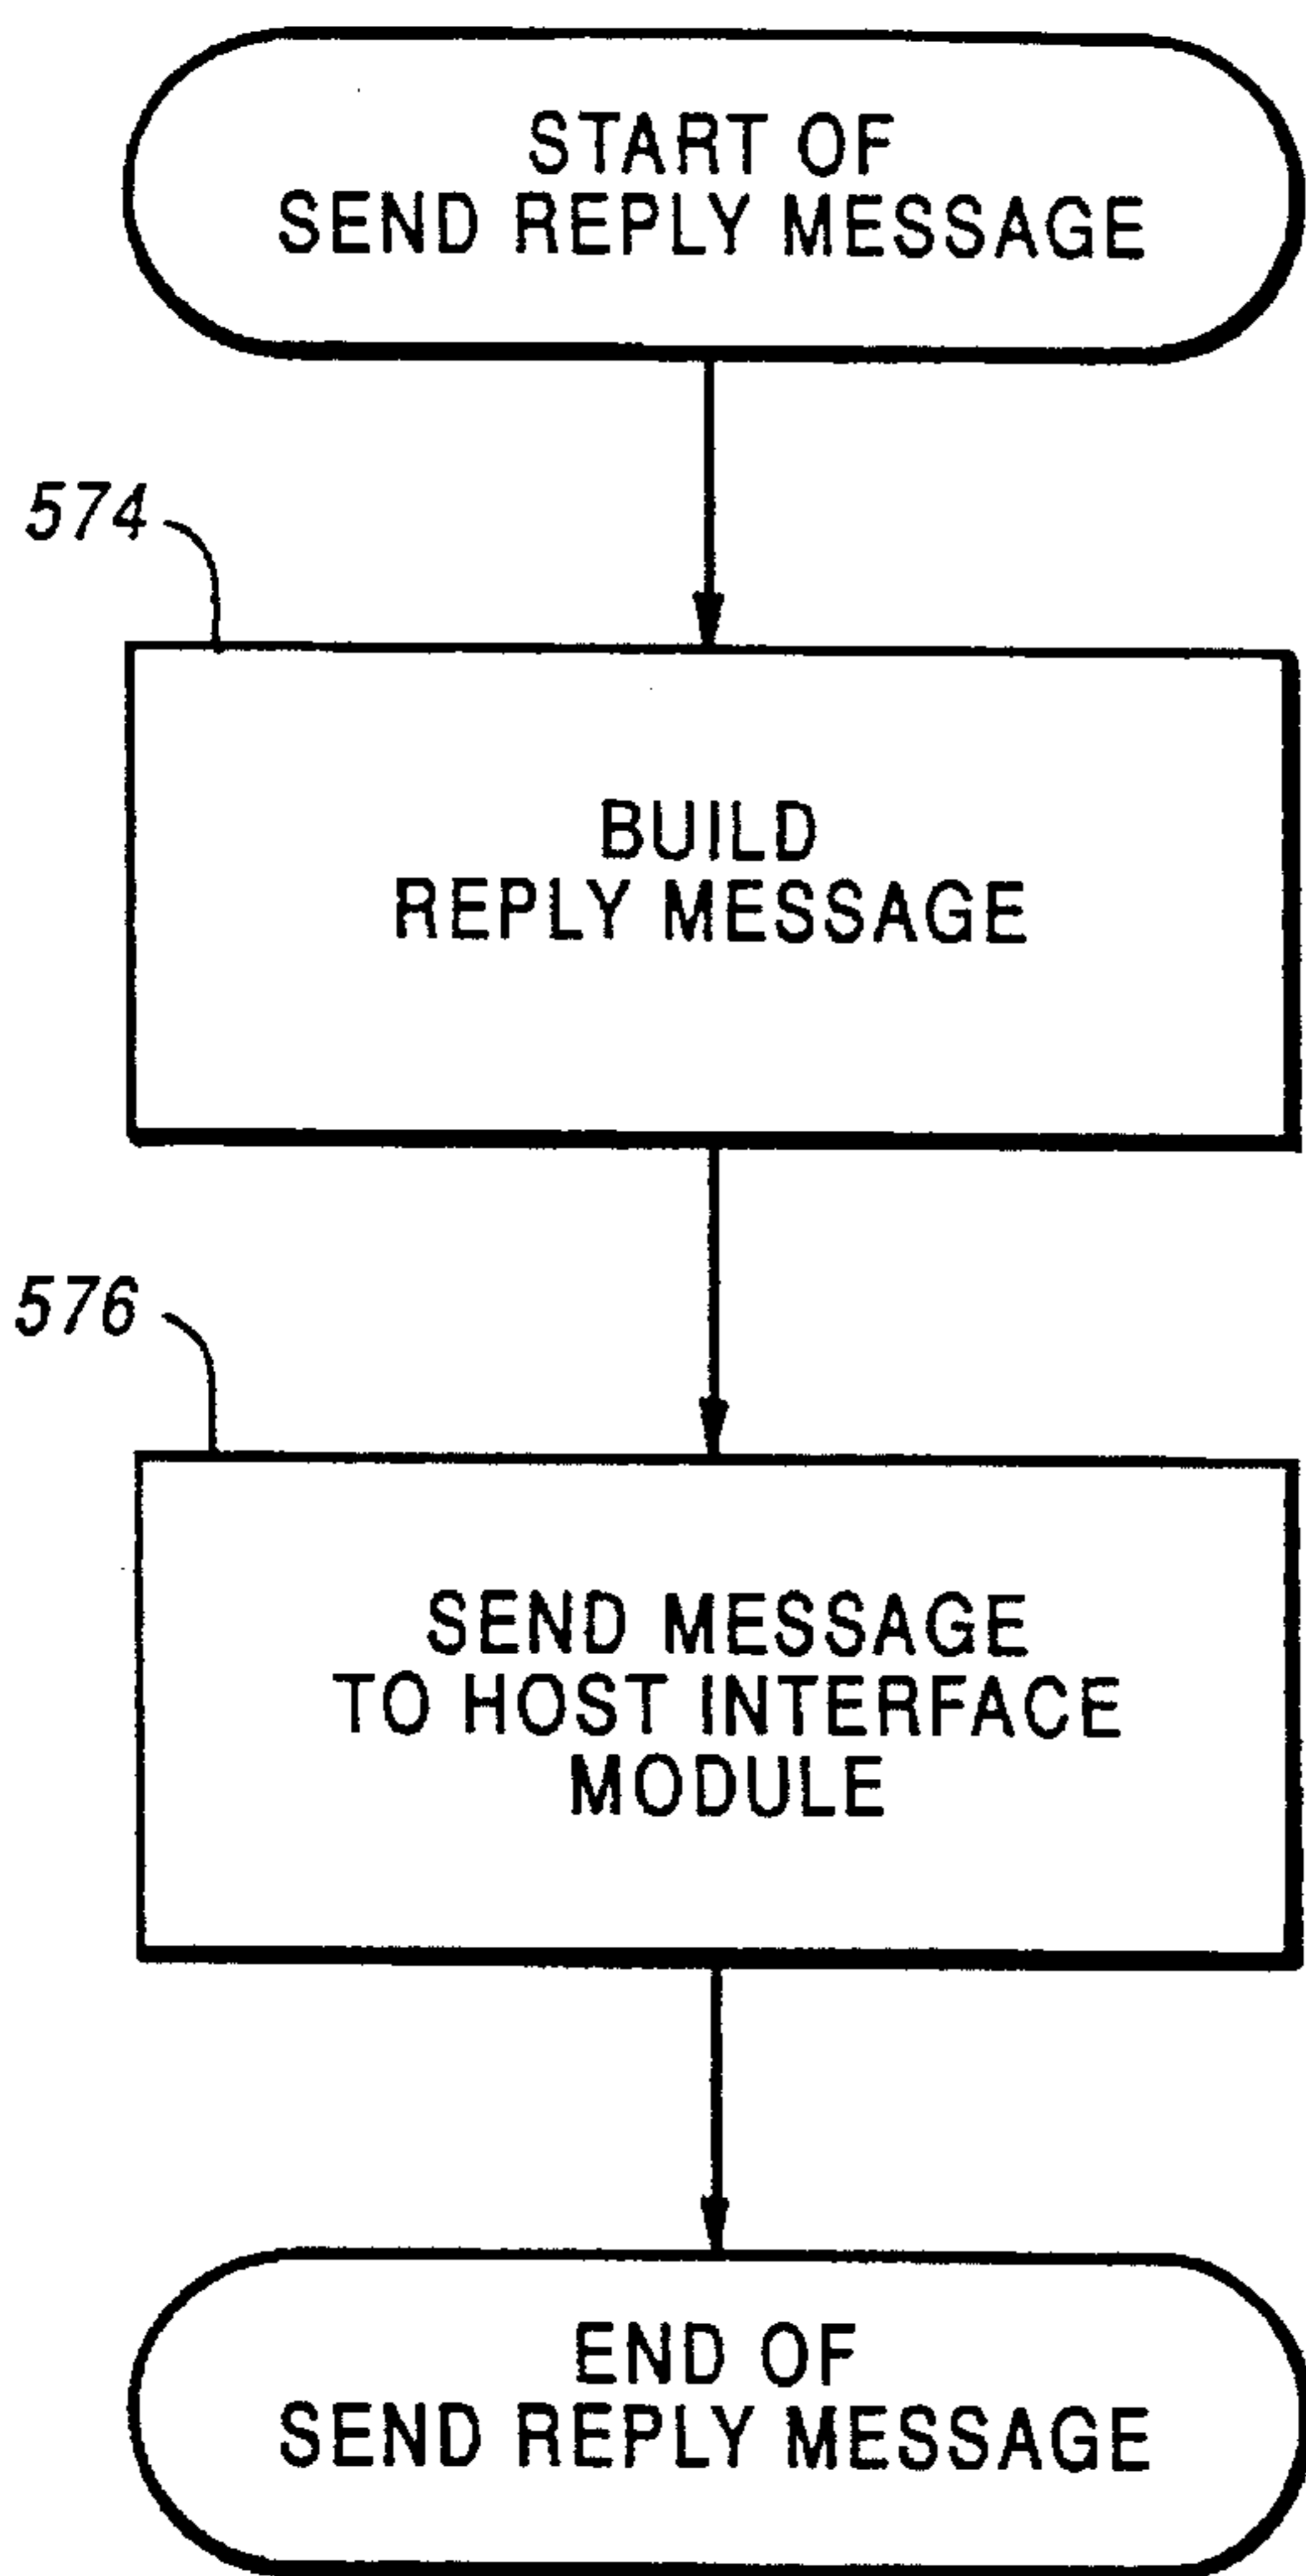 START OF
SEND REPLY MESSAGE
574
BUILD
REPLY MESSAGE
576
SEND MESSAGE
TO HOST INTERFACE
MODULE
END OF
SEND REPLY MESSAGE